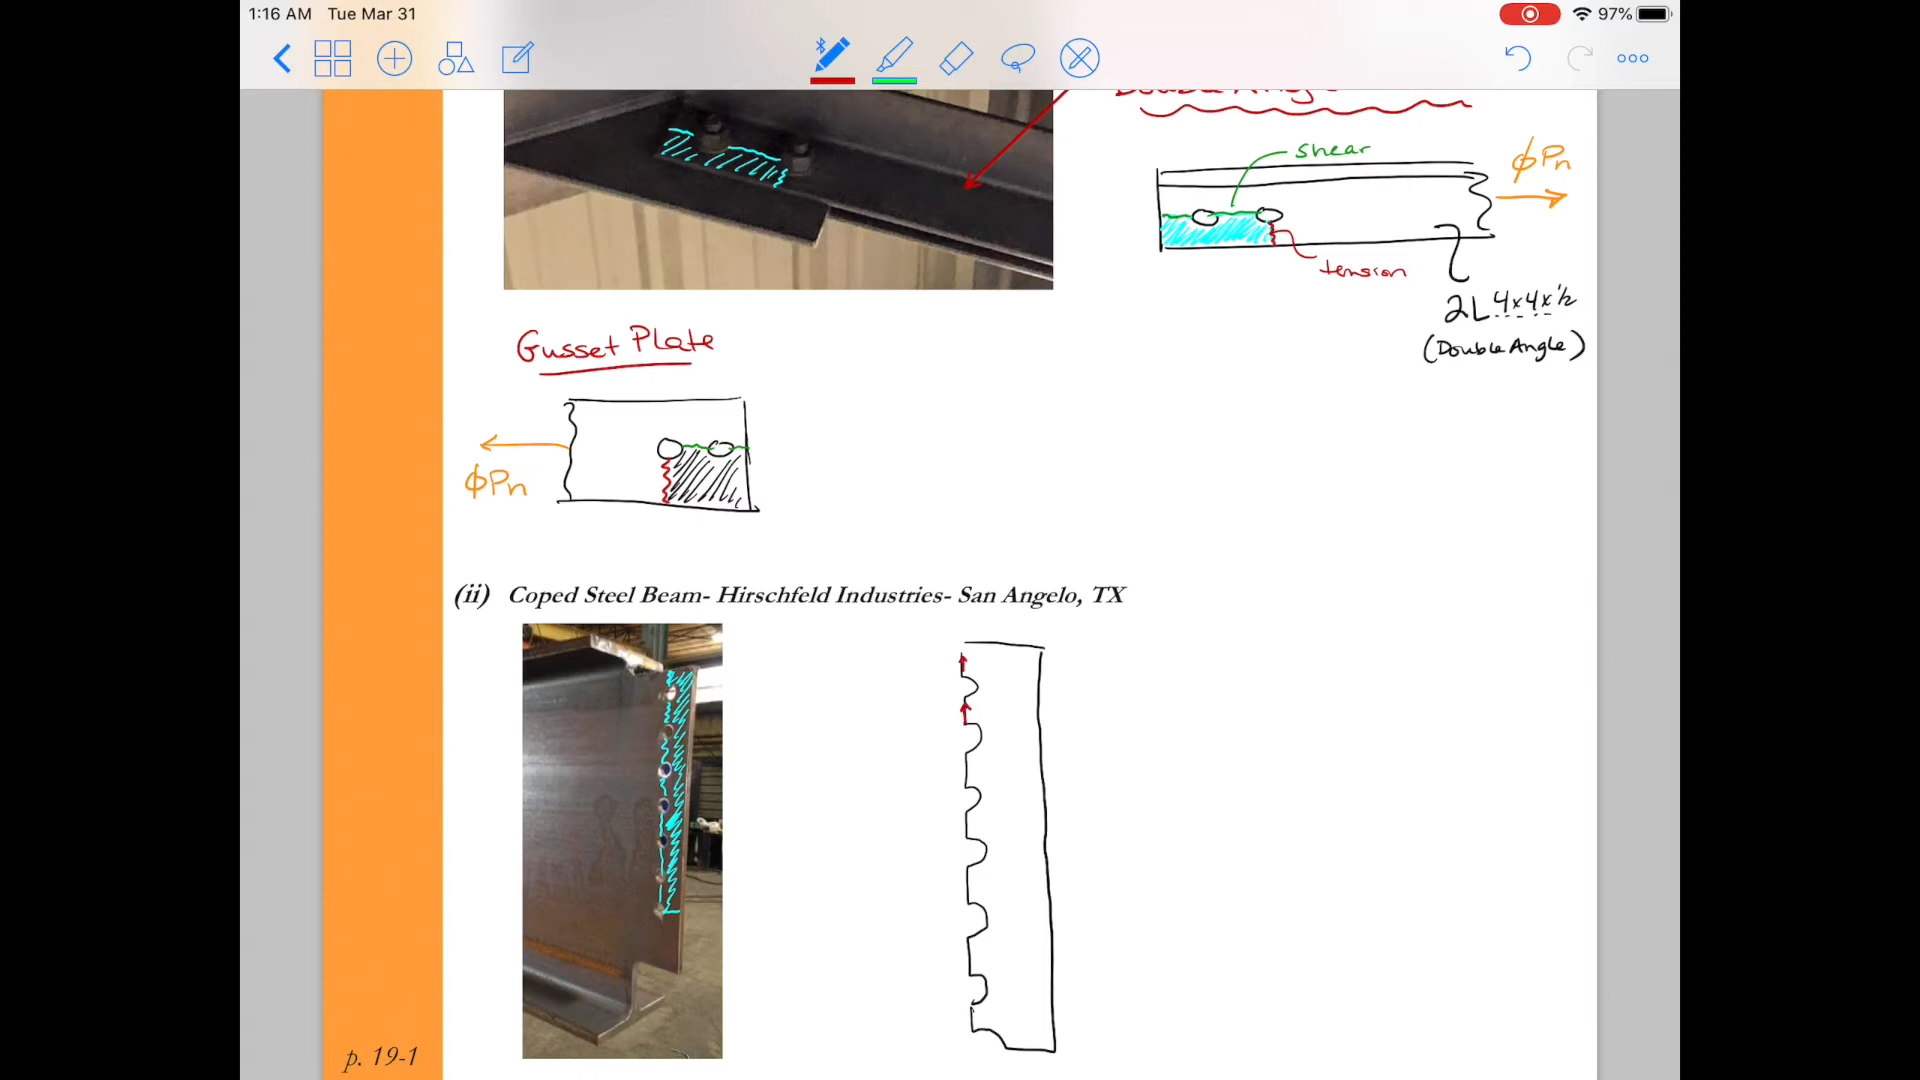 1:16 AM Tue Mar 31
97%
shear
ϕPn
tension
2L 4x4x½
(Double Angle)
Gusset Plate
ϕPn
(ii) Coped Steel Beam- Hirschfeld Industries- San Angelo, TX
p. 19-1